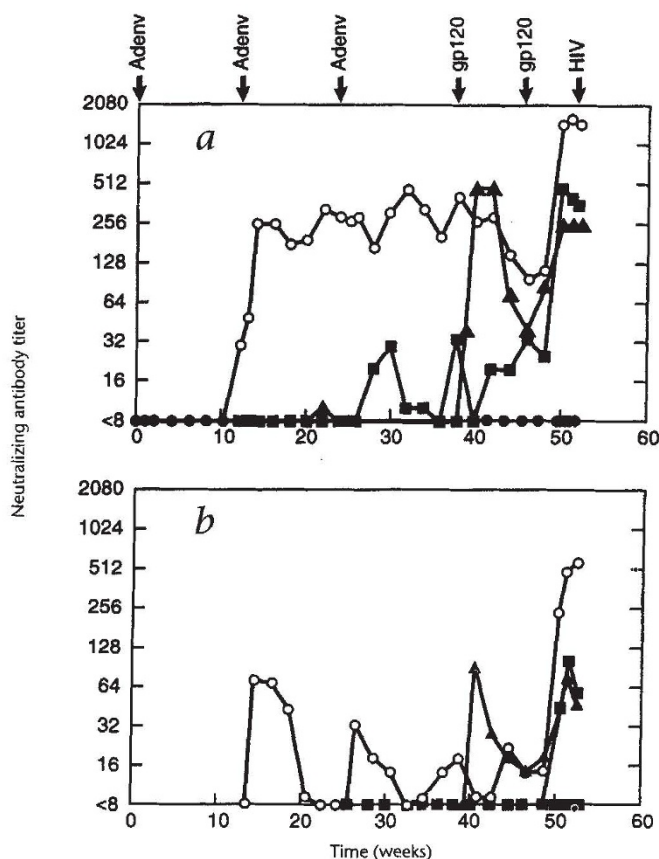 Adenv Adenv Adenv gp120 gp120 HIV
a
2080
1024
512
256
128
64
32
16
<8
0 10 20 30 40 50 60
Neutralizing antibody titer
b
2080
1024
512
256
128
64
32
16
<8
0 10 20 30 40 50 60
Time (weeks)